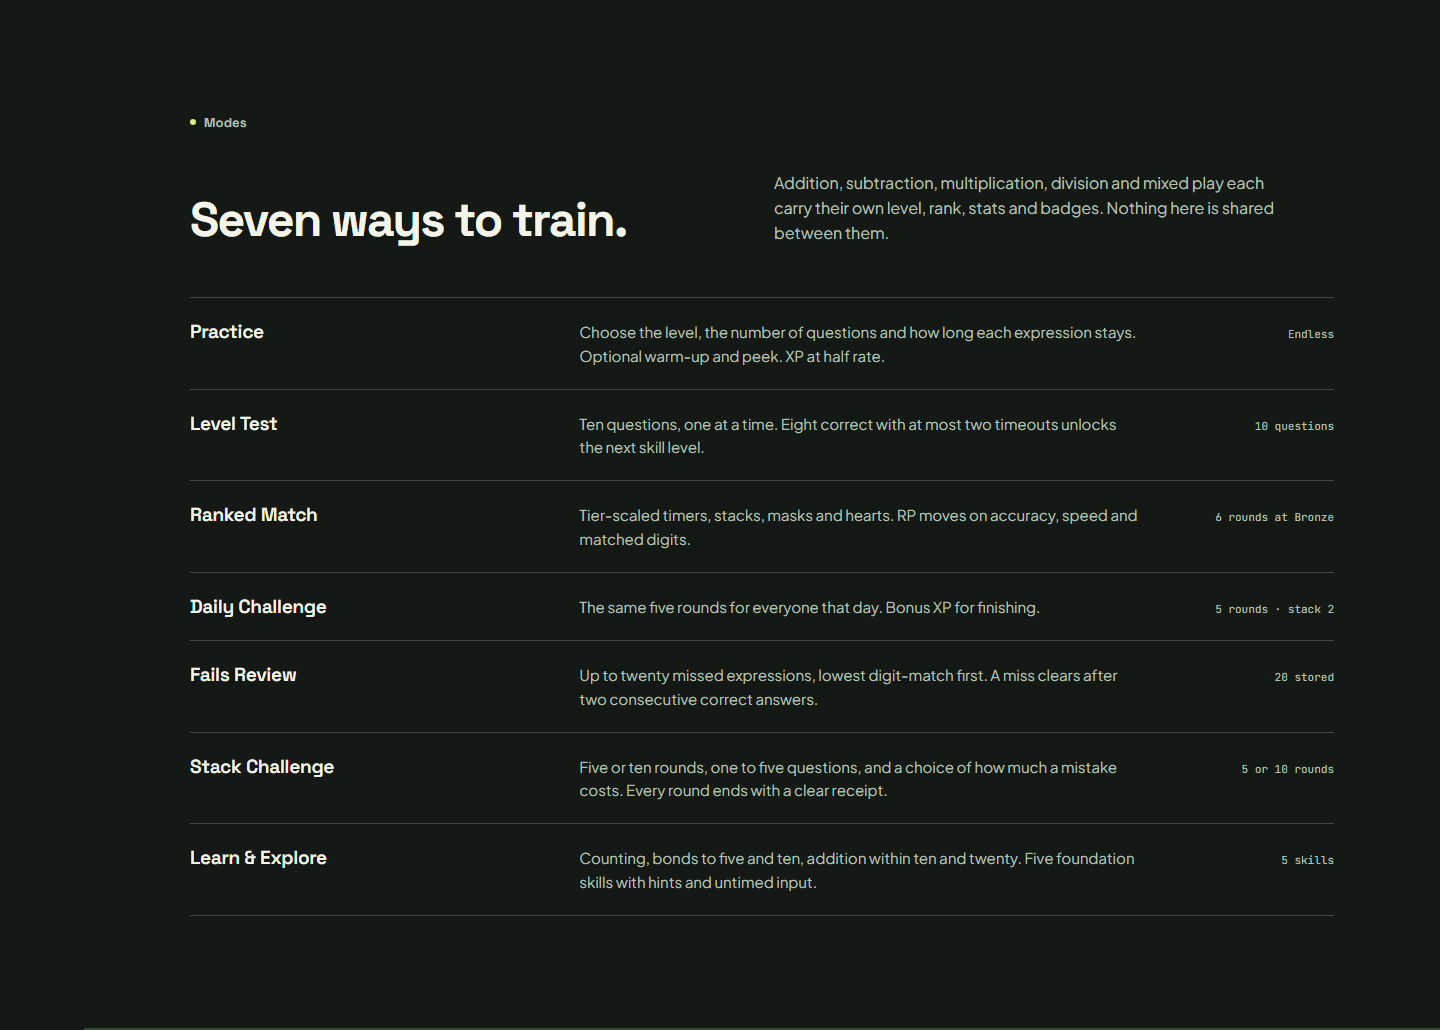 Modes
Seven ways to train.
Addition, subtraction, multiplication, division and mixed play each
carry their own level, rank, stats and badges. Nothing here is shared
between them.
Practice
Choose the level, the number of questions and how long each expression stays.
Optional warm-up and peek. XP at half rate.
Endless
Level Test
Ten questions, one at a time. Eight correct with at most two timeouts unlocks
the next skill level.
10 questions
Ranked Match
Tier-scaled timers, stacks, masks and hearts. RP moves on accuracy, speed and
matched digits.
6 rounds at Bronze
Daily Challenge
The same five rounds for everyone that day. Bonus XP for finishing.
5 rounds · stack 2
Fails Review
Up to twenty missed expressions, lowest digit-match first. A miss clears after
two consecutive correct answers.
20 stored
Stack Challenge
Five or ten rounds, one to five questions, and a choice of how much a mistake
costs. Every round ends with a clear receipt.
5 or 10 rounds
Learn & Explore
Counting, bonds to five and ten, addition within ten and twenty. Five foundation
skills with hints and untimed input.
5 skills